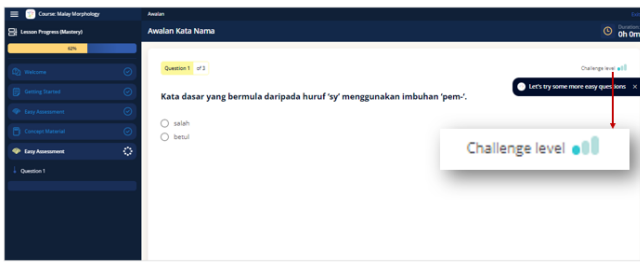 Course: Malay Morphology
Awalan
Lesson Progress (Mastery)
Awalan Kata Nama
Duration:
0h 0m
60%
Question 1 of 2
Challenge level
Welcome
Let's try some more easy questions ×
Getting Started
Kata dasar yang bermula daripada huruf 'sy' menggunakan imbuhan 'pem-'.
Easy Assessment
salah
Concept Material
betul
Challenge level
Easy Assessment
Question 1